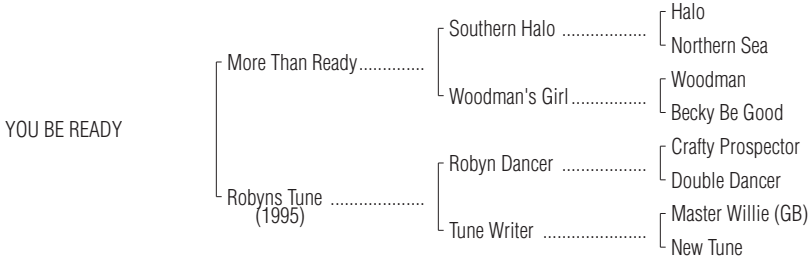 Halo
Southern Halo ..................
Northern Sea
More Than Ready..............
Woodman
Woodman's Girl................
Becky Be Good
YOU BE READY
Crafty Prospector
Robyn Dancer ..................
Double Dancer
Robyns Tune ....................
(1995)
Master Willie (GB)
Tune Writer ......................
New Tune